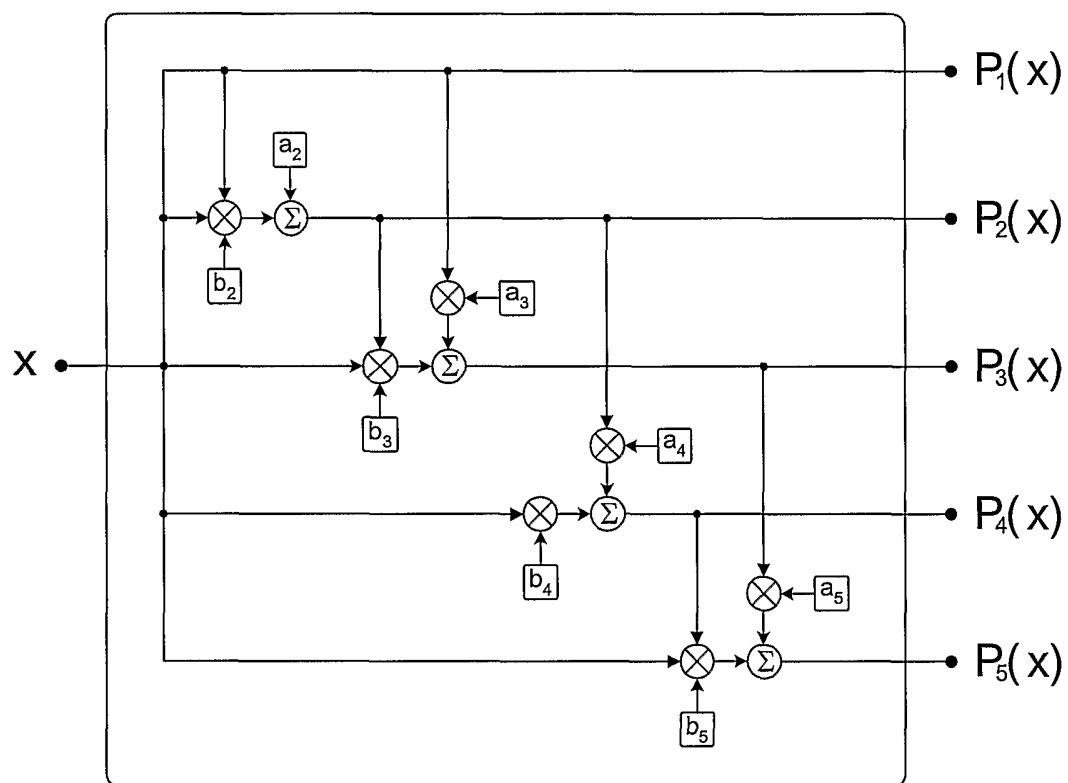 P₁(x)
a₂
P₂(x)
b₂
a₃
x
P₃(x)
b₃
a₄
P₄(x)
b₄
a₅
P₅(x)
b₅
Σ
Σ
Σ
Σ